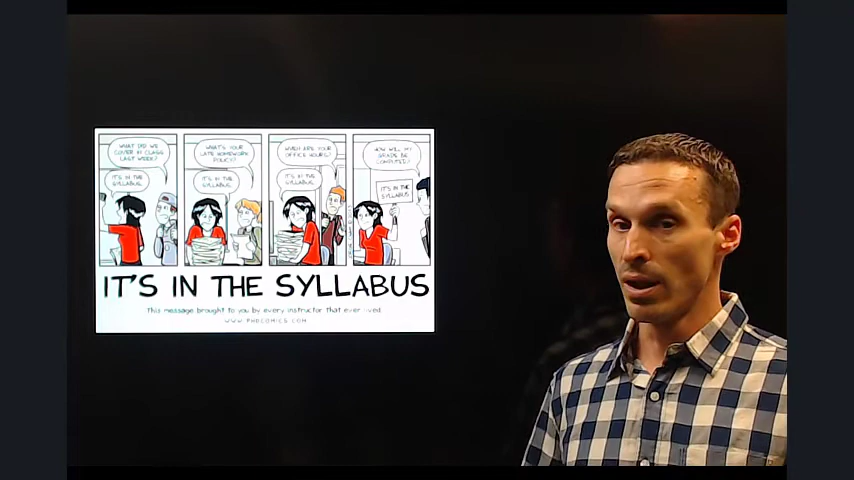 WHAT DID WE
COVER IN CLASS
LAST WEEK?
IT'S IN THE
SYLLABUS.
WHAT'S YOUR
LATE HOMEWORK
POLICY?
IT'S IN THE
SYLLABUS.
WHICH ARE YOUR
OFFICE HOURS?
IT'S IN THE
SYLLABUS.
HOW WILL MY
GRADE BE
COMPUTED?
IT'S IN THE
SYLLABUS
IT'S IN THE SYLLABUS
This message brought to you by every instructor that ever lived.
WWW.PHDCOMICS.COM